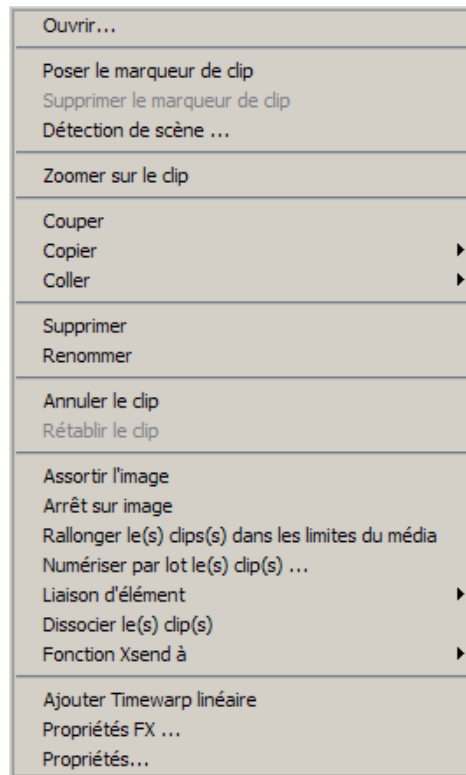 Ouvrir...
Poser le marqueur de clip
Supprimer le marqueur de clip
Détection de scène ...
Zoomer sur le clip
Couper
Copier
Coller
Supprimer
Renommer
Annuler le clip
Rétablir le clip
Assortir l'image
Arrêt sur image
Rallonger le(s) clips(s) dans les limites du média
Numériser par lot le(s) clip(s) ...
Liaison d'élément
Dissocier le(s) clip(s)
Fonction Xsend à
Ajouter Timewarp linéaire
Propriétés FX ...
Propriétés...